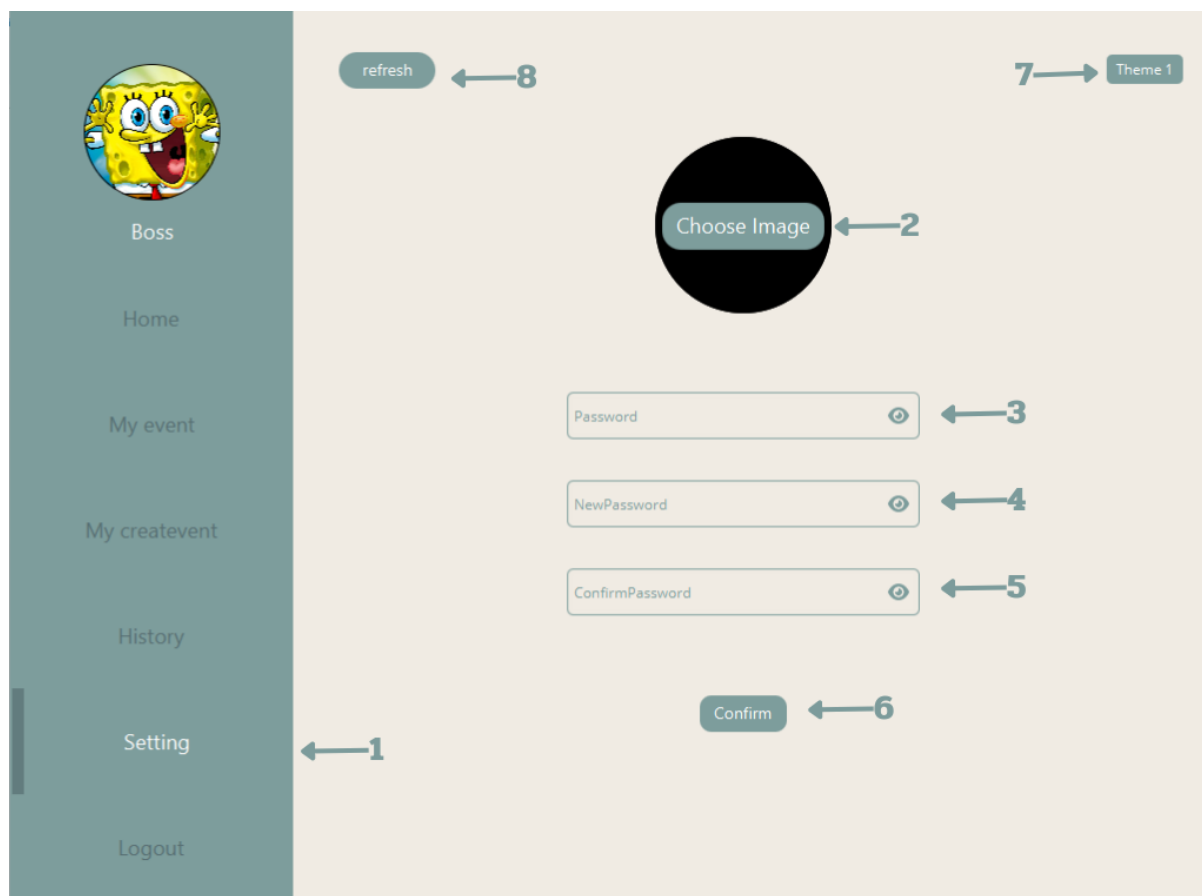 refresh
8
7
Theme 1
Choose Image
2
Boss
Home
My event
My createvent
History
Setting
1
Logout
Password
3
NewPassword
4
ConfirmPassword
5
Confirm
6